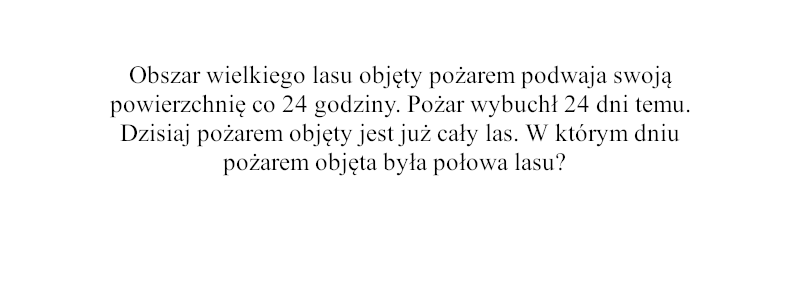 Obszar wielkiego lasu objęty pożarem podwaja swoją
powierzchnię co 24 godziny. Pożar wybuchł 24 dni temu.
Dzisiaj pożarem objęty jest już cały las. W którym dniu
pożarem objęta była połowa lasu?